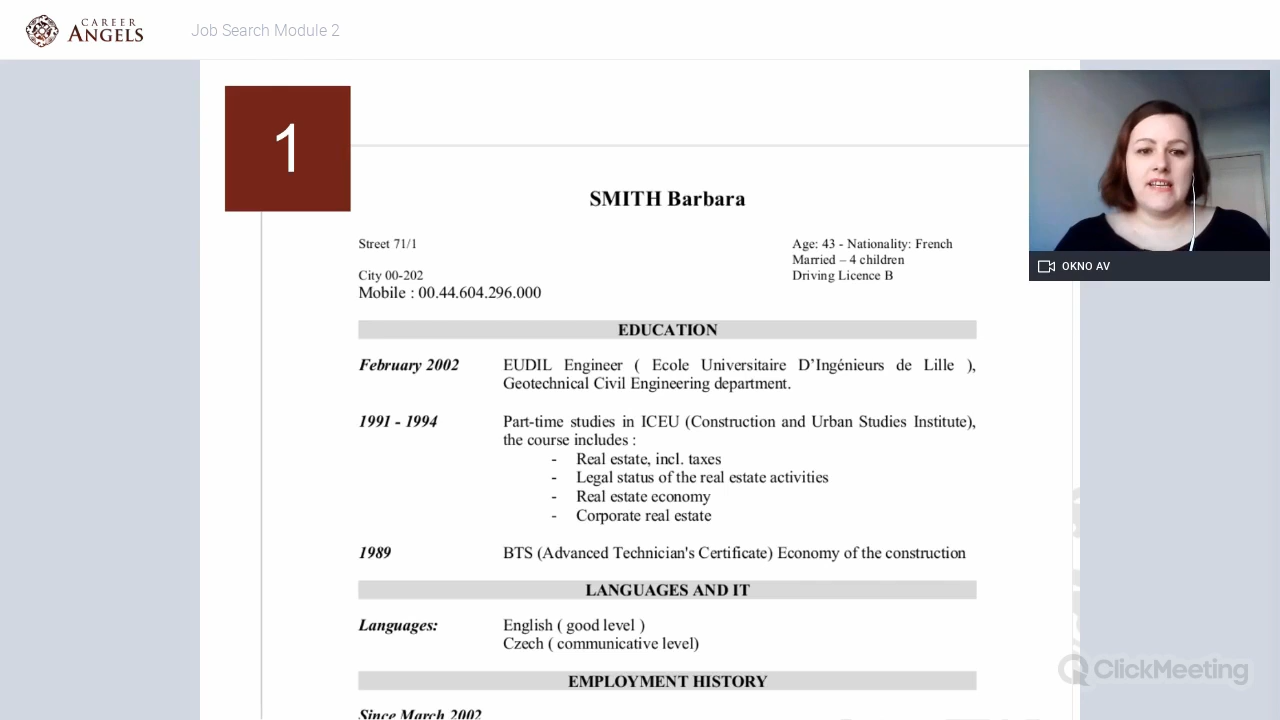 CAREER
ANGELS
Job Search Module 2
1
SMITH Barbara
Street 71/1
Age: 43 - Nationality: French
Married – 4 children
City 00-202
Driving Licence B
Mobile : 00.44.604.296.000
OKNO AV
EDUCATION
February 2002
EUDIL Engineer ( Ecole Universitaire D'Ingénieurs de Lille ),
Geotechnical Civil Engineering department.
1991 - 1994
Part-time studies in ICEU (Construction and Urban Studies Institute),
the course includes :
- Real estate, incl. taxes
- Legal status of the real estate activities
- Real estate economy
- Corporate real estate
1989
BTS (Advanced Technician's Certificate) Economy of the construction
LANGUAGES AND IT
Languages:
English ( good level )
Czech ( communicative level)
EMPLOYMENT HISTORY
Since March 2002
ClickMeeting